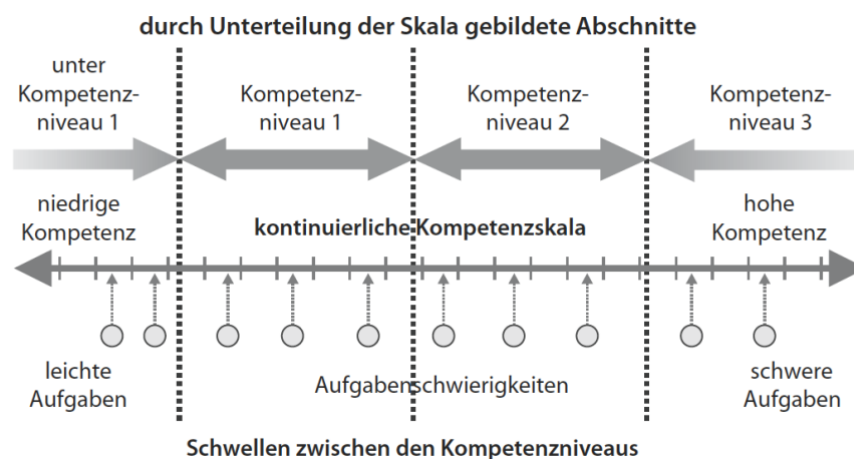 durch Unterteilung der Skala gebildete Abschnitte
unter
Kompetenz-
niveau 1
Kompetenz-
niveau 1
Kompetenz-
niveau 2
Kompetenz-
niveau 3
niedrige
Kompetenz
kontinuierliche Kompetenzskala
hohe
Kompetenz
leichte
Aufgaben
Aufgabenschwierigkeiten
schwere
Aufgaben
Schwellen zwischen den Kompetenzniveaus